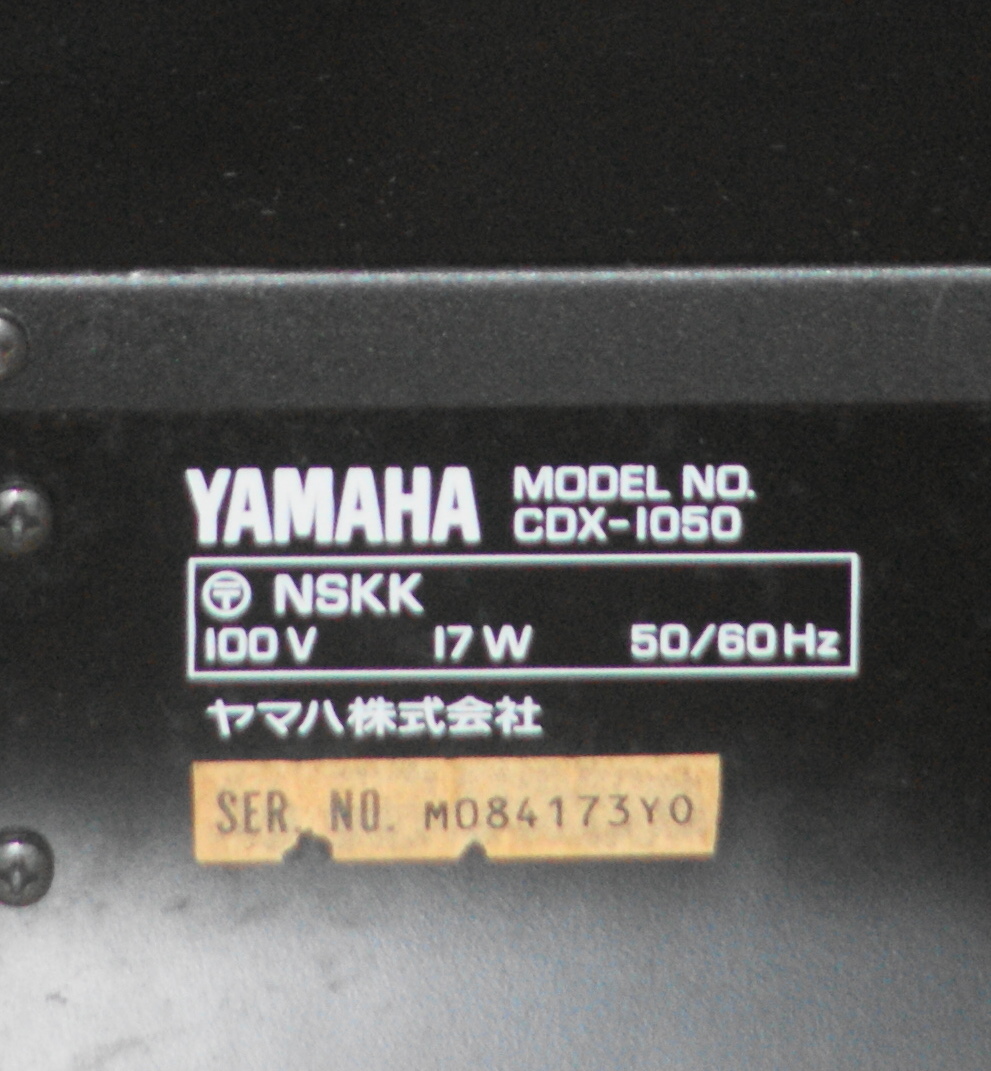 YAMAHA MODEL NO.
CDX-1050
〶 NSKK
100V 17W 50/60Hz
ヤマハ株式会社
SER. NO. M084173Y0